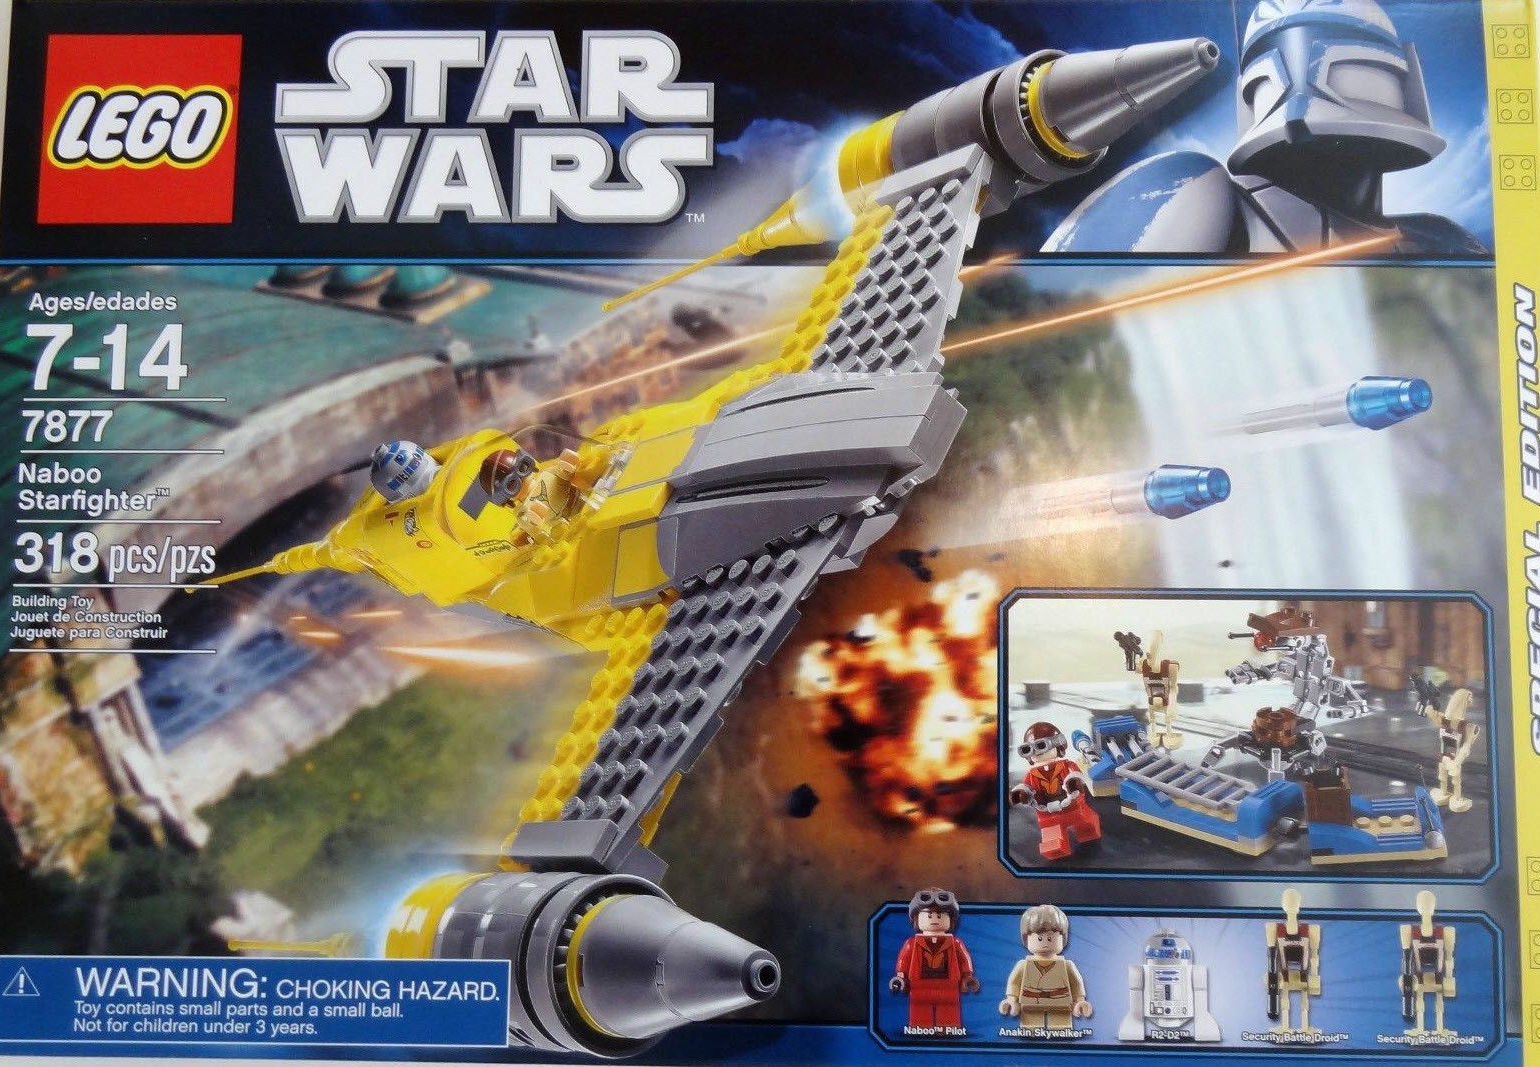 LEGO
STAR
WARS
™
Ages/edades
7-14
7877
Naboo
Starfighter™
318 pcs/pzs
Building Toy
Jouet de Construction
Juguete para Construir
SPECIAL EDITION
WARNING: CHOKING HAZARD.
Toy contains small parts and a small ball.
Not for children under 3 years.
Naboo™ Pilot
Anakin Skywalker™
R2-D2™
Security Battle Droid™
Security Battle Droid™